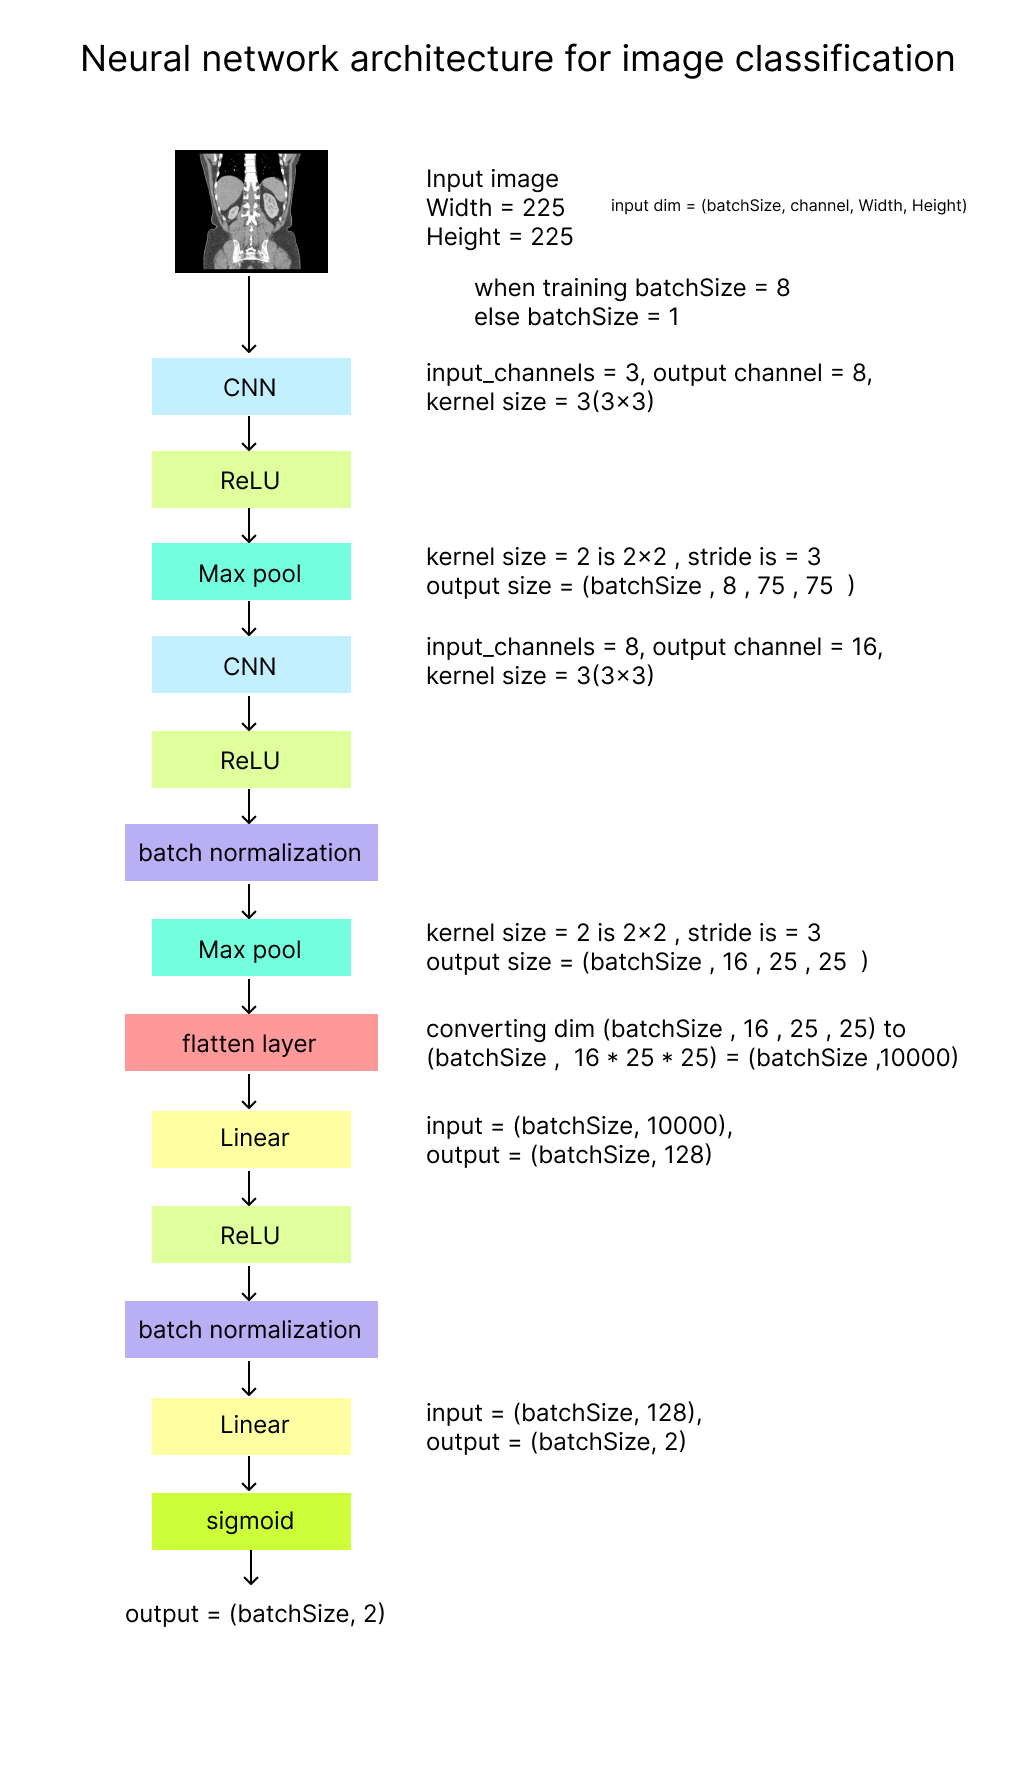 Neural network architecture for image classification
Input image
Width = 225
Height = 225
input dim = (batchSize, channel, Width, Height)
when training batchSize = 8
else batchSize = 1
CNN
input_channels = 3, output channel = 8,
kernel size = 3(3×3)
ReLU
Max pool
kernel size = 2 is 2×2 , stride is = 3
output size = (batchSize , 8 , 75 , 75 )
CNN
input_channels = 8, output channel = 16,
kernel size = 3(3×3)
ReLU
batch normalization
Max pool
kernel size = 2 is 2×2 , stride is = 3
output size = (batchSize , 16 , 25 , 25 )
flatten layer
converting dim (batchSize , 16 , 25 , 25) to
(batchSize , 16 * 25 * 25) = (batchSize ,10000)
Linear
input = (batchSize, 10000),
output = (batchSize, 128)
ReLU
batch normalization
Linear
input = (batchSize, 128),
output = (batchSize, 2)
sigmoid
output = (batchSize, 2)